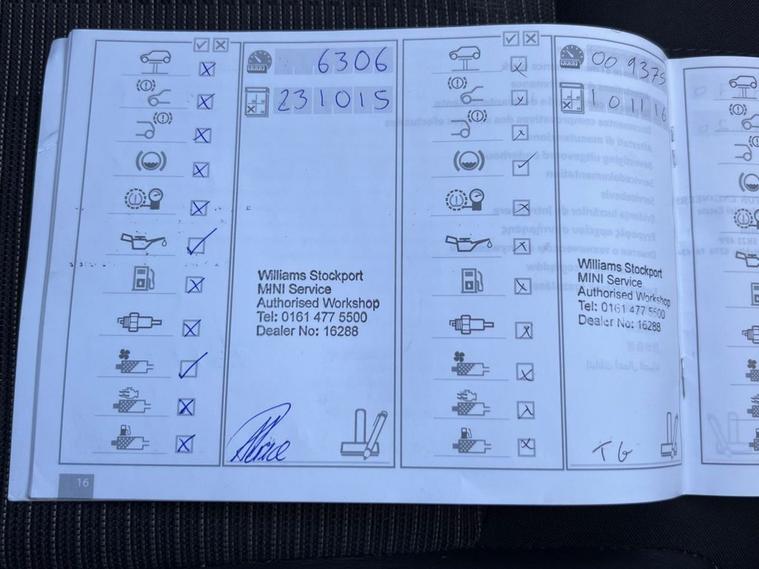 6306
231015
Williams Stockport
MINI Service
Authorised Workshop
Tel: 0161 477 5500
Dealer No: 16288
16
009375
101116
Williams Stockport
MINI Service
Authorised Workshop
Tel: 0161 477 5500
Dealer No: 16288
TG